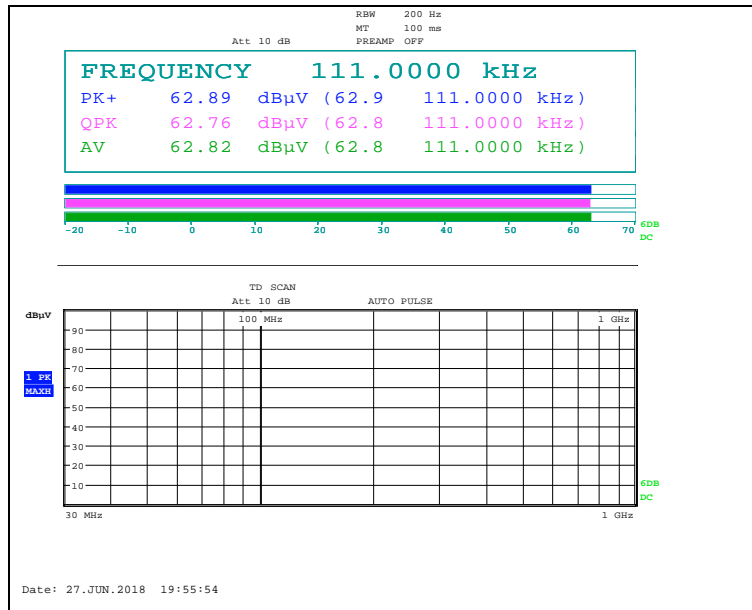 RBW 200 Hz
MT 100 ms
Att 10 dB PREAMP OFF
FREQUENCY 111.0000 kHz
PK+ 62.89 dBµV (62.9 111.0000 kHz)
QPK 62.76 dBµV (62.8 111.0000 kHz)
AV 62.82 dBµV (62.8 111.0000 kHz)
-20 -10 0 10 20 30 40 50 60 70
6DB
DC
TD SCAN
Att 10 dB AUTO PULSE
dBµV
100 MHz 1 GHz
90
80
70
1 PK
MAXH
60
50
40
30
20
10
6DB
DC
30 MHz 1 GHz
Date: 27.JUN.2018 19:55:54